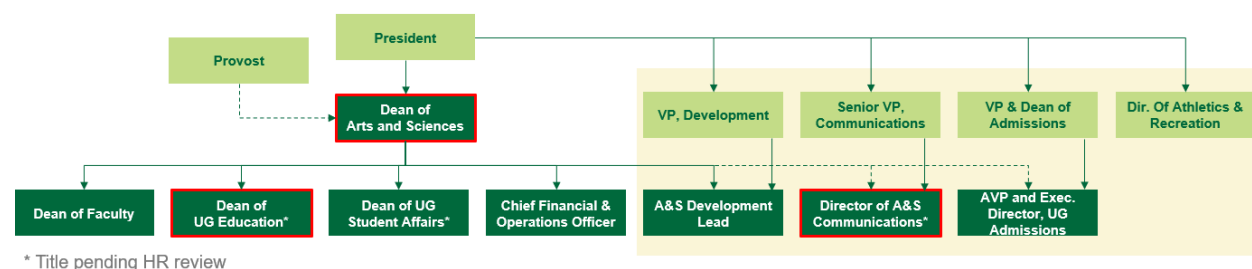 President
Provost
Dean of
Arts and Sciences
VP, Development
Senior VP,
Communications
VP & Dean of
Admissions
Dir. Of Athletics &
Recreation
Dean of Faculty
Dean of
UG Education*
Dean of UG
Student Affairs*
Chief Financial &
Operations Officer
A&S Development
Lead
Director of A&S
Communications*
AVP and Exec.
Director, UG
Admissions
* Title pending HR review